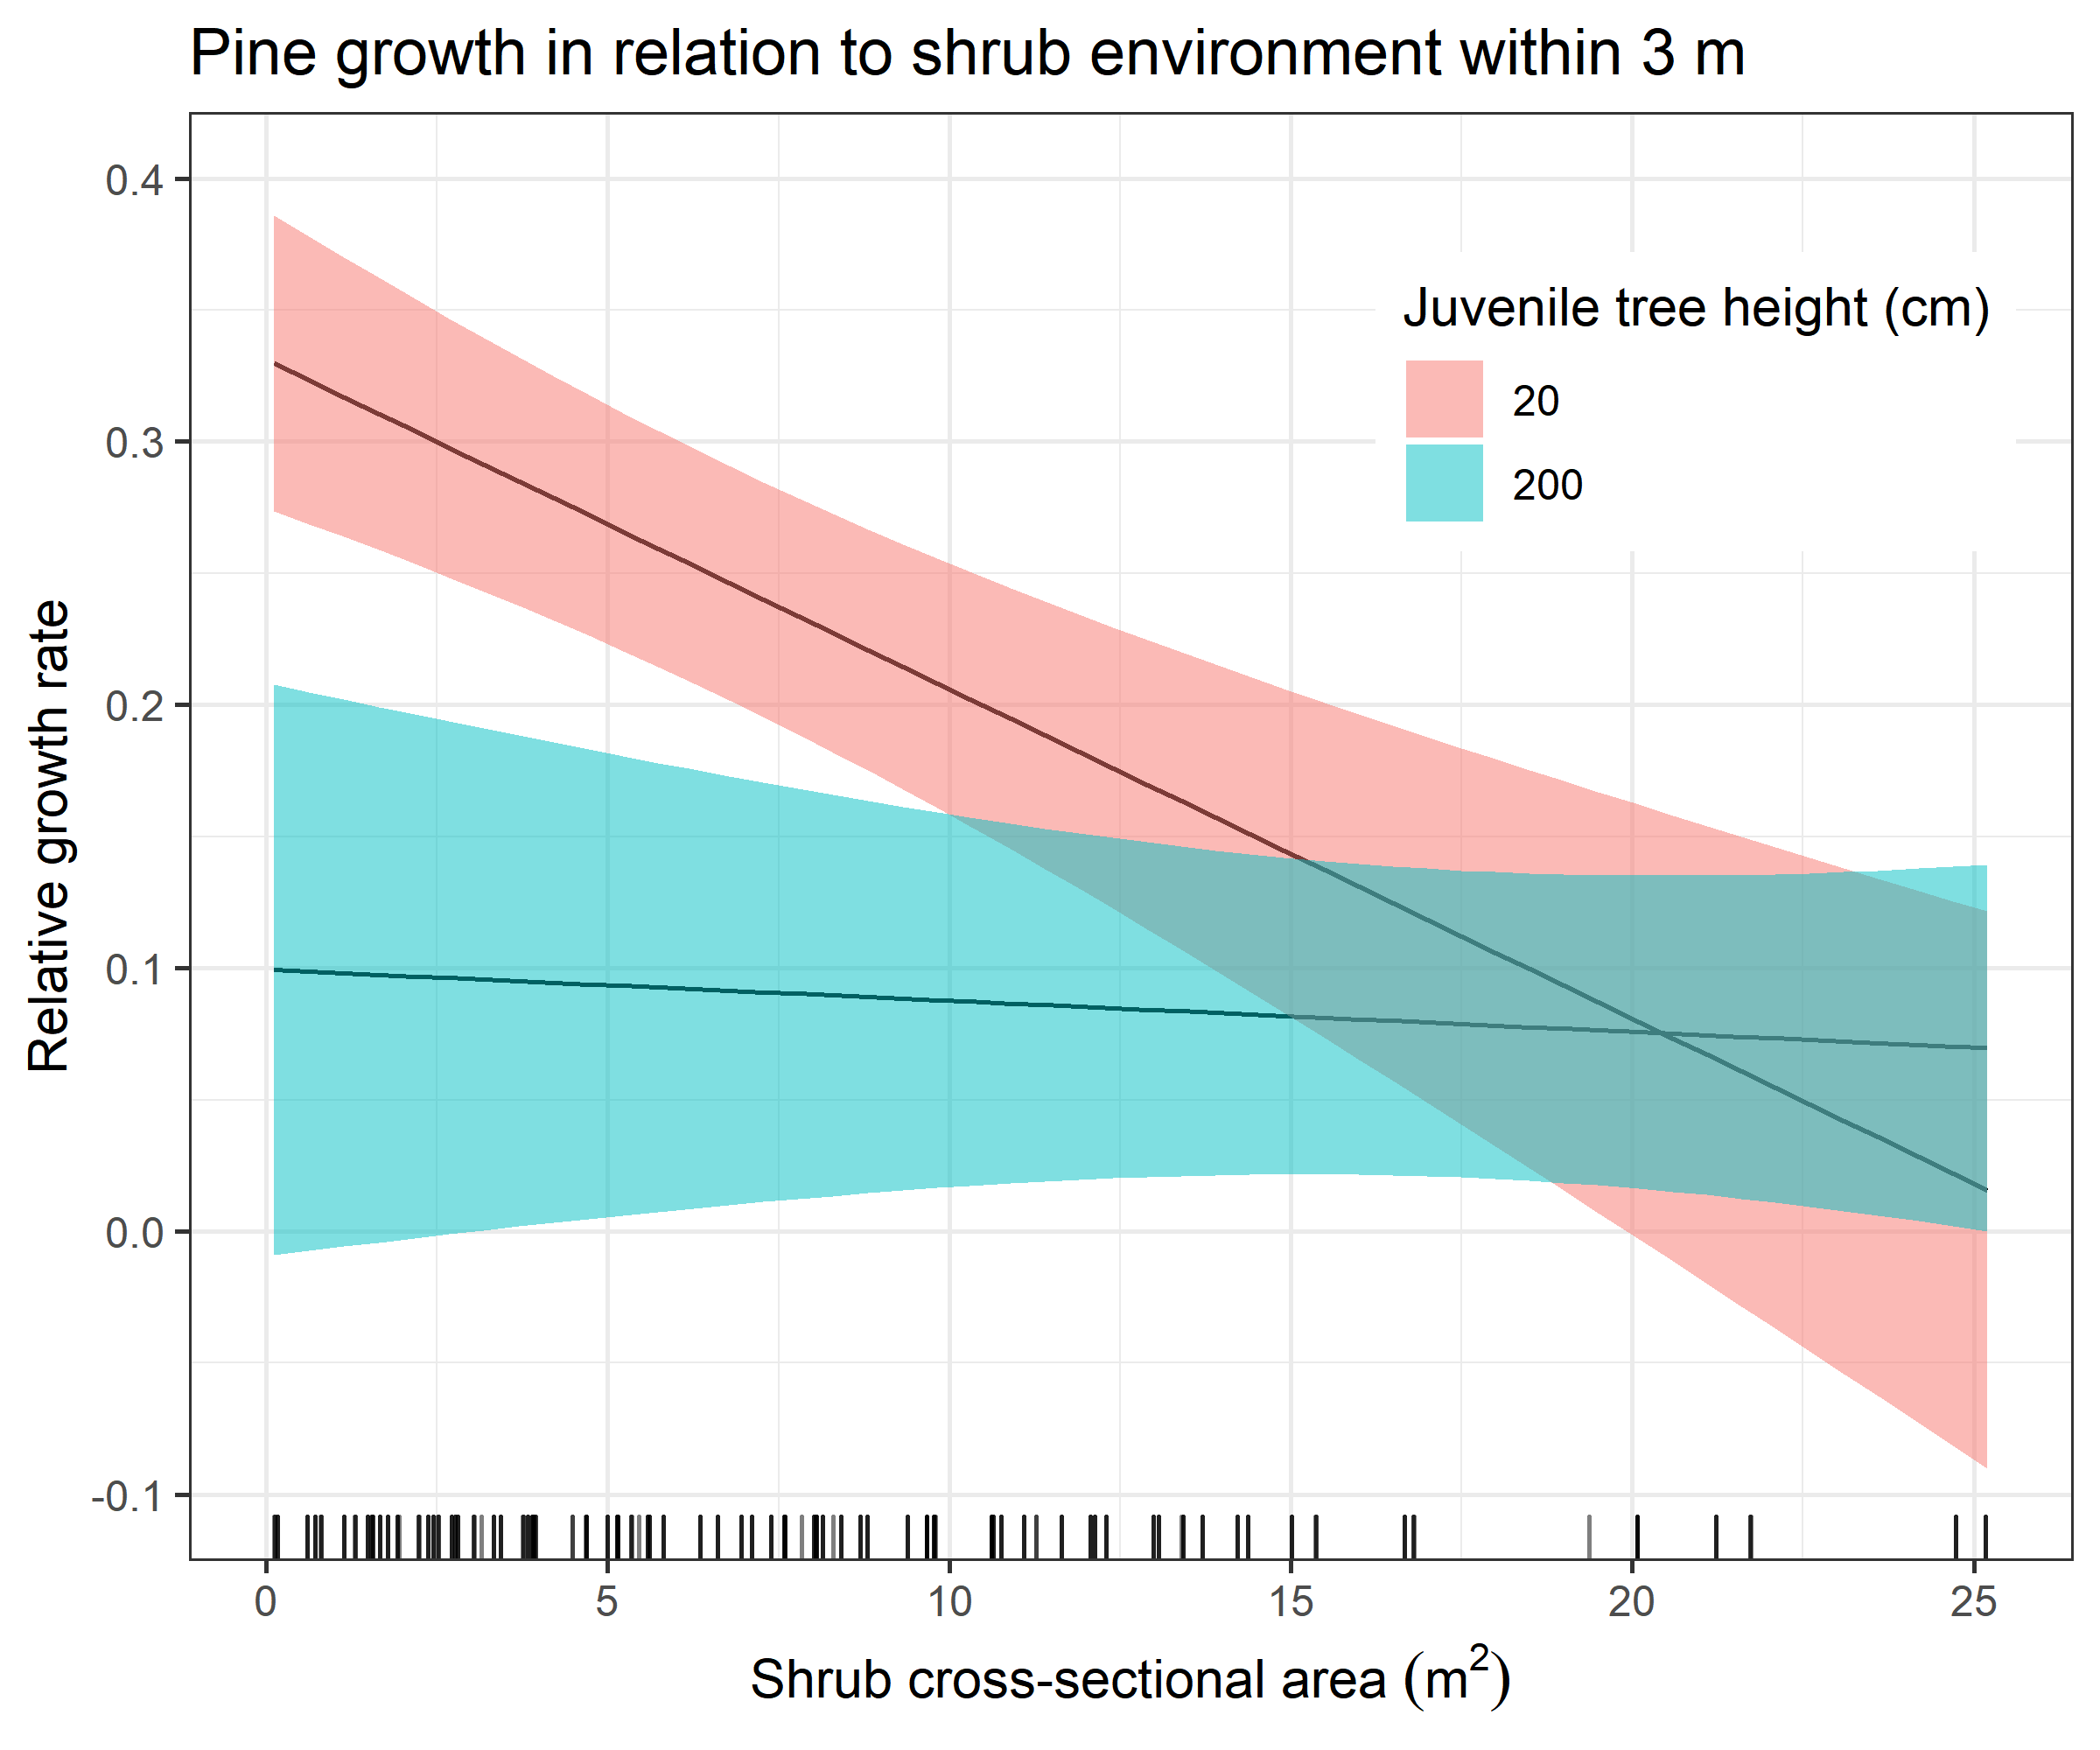 Pine growth in relation to shrub environment within 3 m
0.4
0.3
0.2
0.1
0.0
-0.1
Relative growth rate
Juvenile tree height (cm)
20
200
0 5 10 15 20 25
Shrub cross-sectional area (m²)